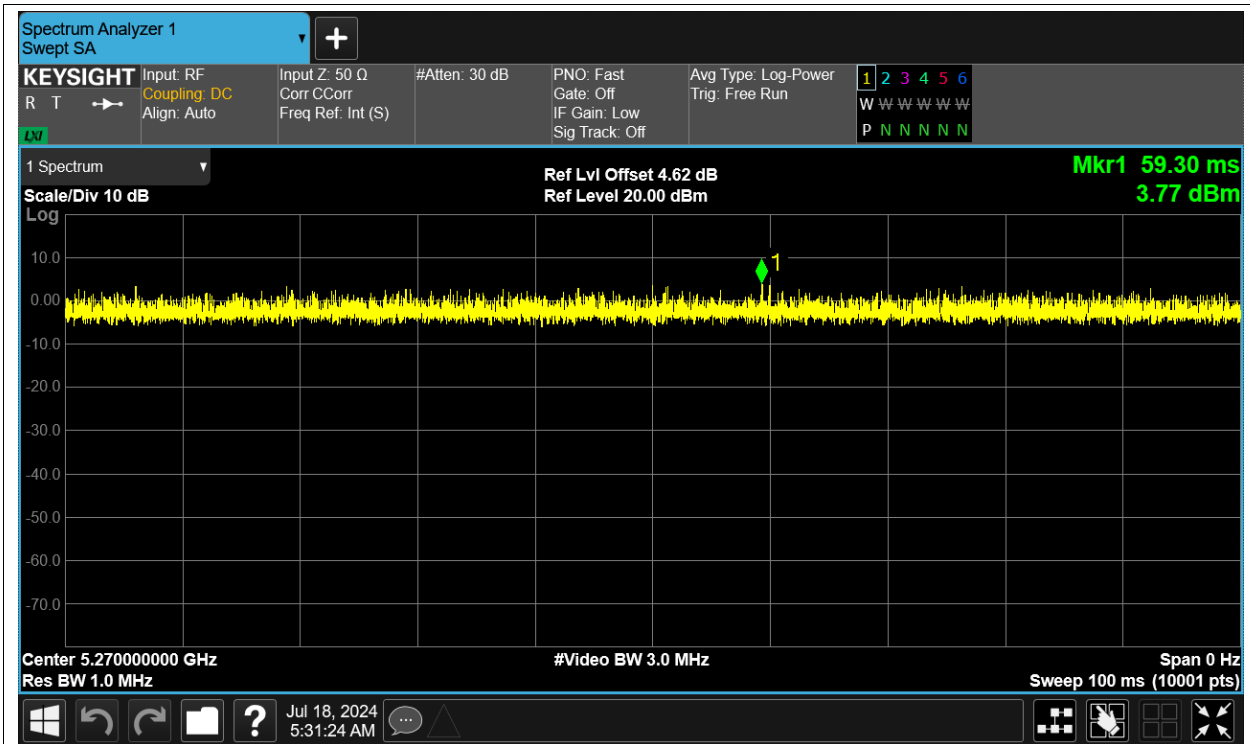 Spectrum Analyzer 1
Swept SA
KEYSIGHT
R T
LXI
Input: RF
Coupling: DC
Align: Auto
Input Z: 50 Ω
Corr CCorr
Freq Ref: Int (S)
#Atten: 30 dB
PNO: Fast
Gate: Off
IF Gain: Low
Sig Track: Off
Avg Type: Log-Power
Trig: Free Run
1 2 3 4 5 6
W W W W W W
P N N N N N
1 Spectrum
Scale/Div 10 dB
Log
Ref Lvl Offset 4.62 dB
Ref Level 20.00 dBm
Mkr1 59.30 ms
3.77 dBm
10.0
1
0.00
-10.0
-20.0
-30.0
-40.0
-50.0
-60.0
-70.0
Center 5.270000000 GHz
#Video BW 3.0 MHz
Span 0 Hz
Res BW 1.0 MHz
Sweep 100 ms (10001 pts)
?
Jul 18, 2024
5:31:24 AM